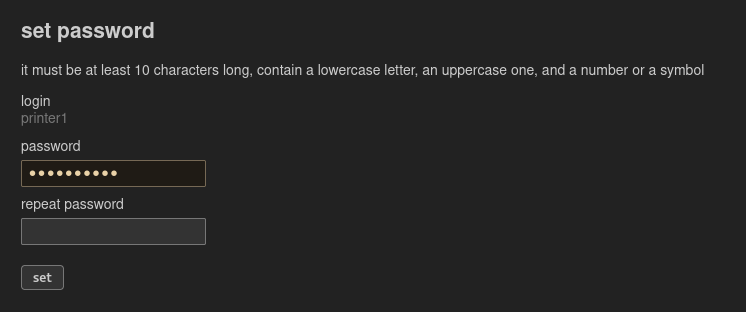 set password
it must be at least 10 characters long, contain a lowercase letter, an uppercase one, and a number or a symbol
login
printer1
password
••••••••••
repeat password
set